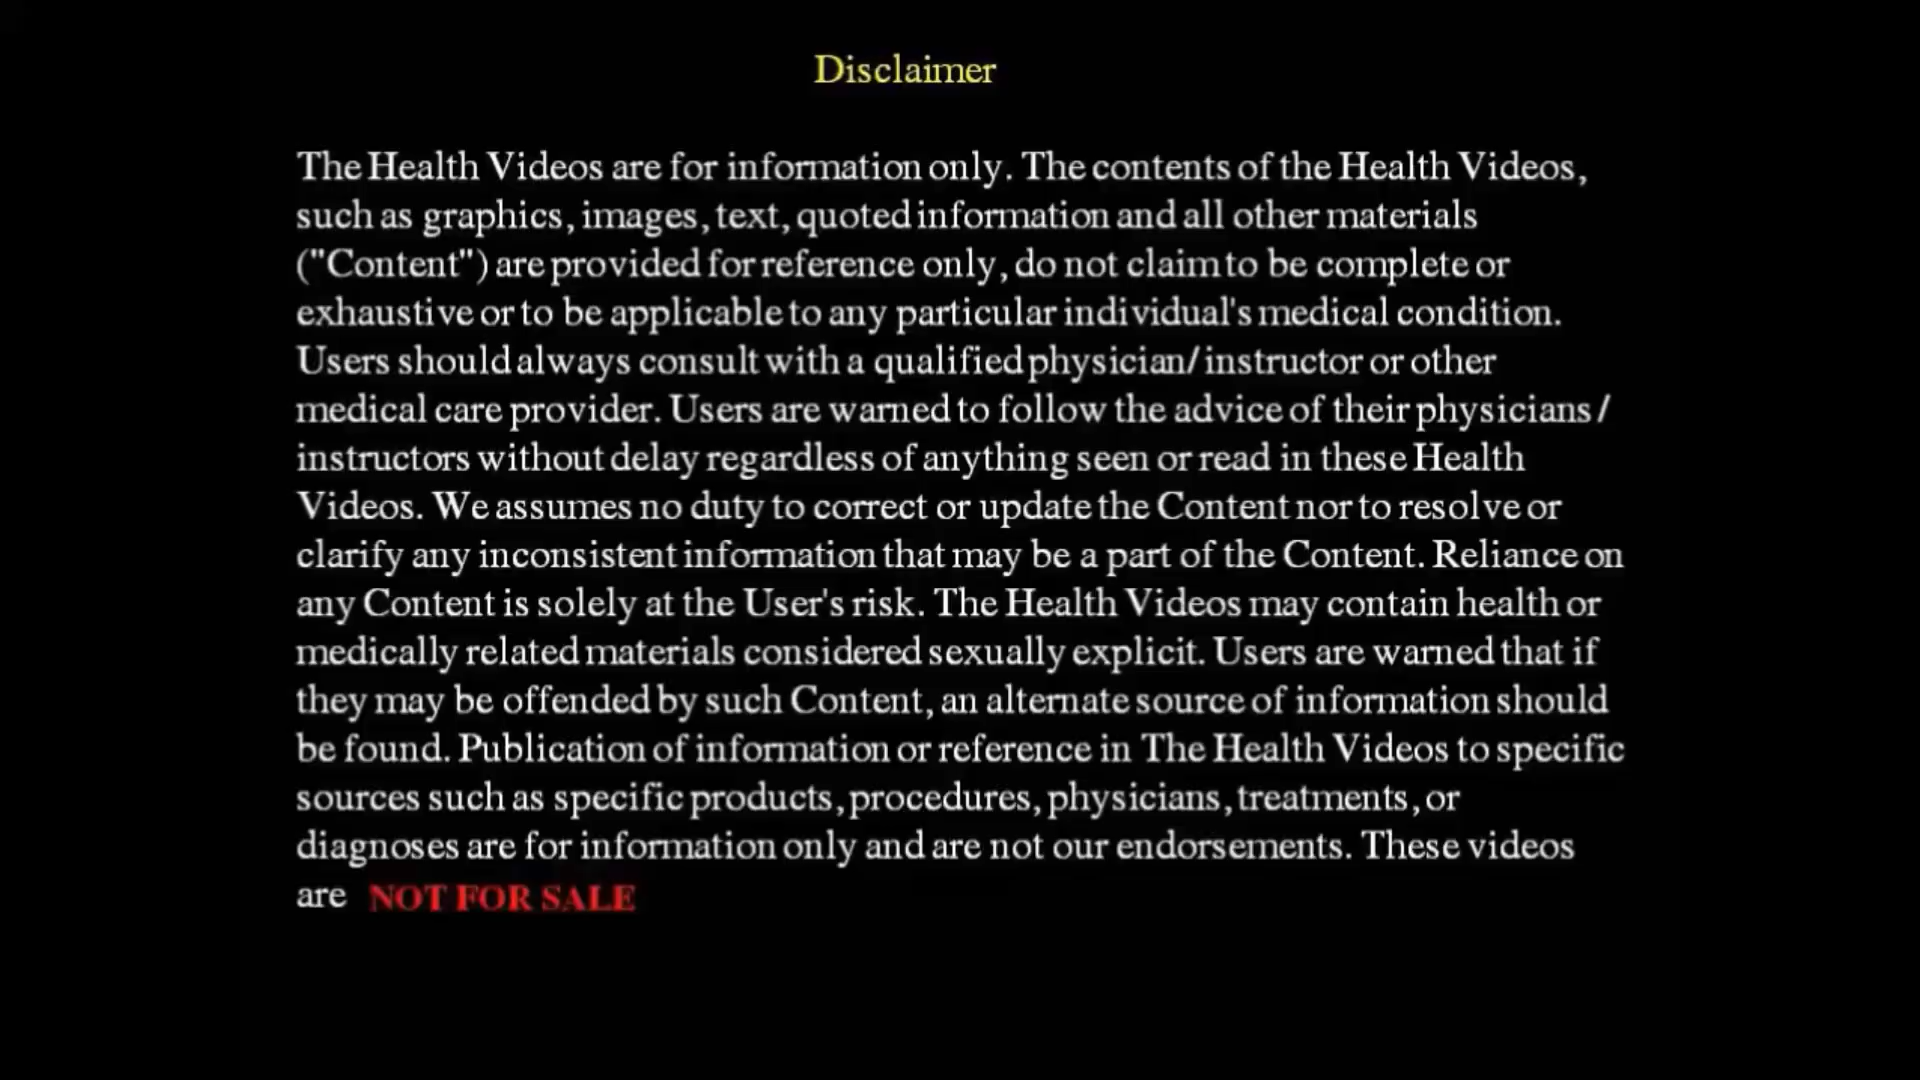 Disclaimer
The Health Videos are for information only. The contents of the Health Videos,
such as graphics, images, text, quoted information and all other materials
("Content") are provided for reference only, do not claim to be complete or
exhaustive or to be applicable to any particular individual's medical condition.
Users should always consult with a qualified physician/ instructor or other
medical care provider. Users are warned to follow the advice of their physicians /
instructors without delay regardless of anything seen or read in these Health
Videos. We assumes no duty to correct or update the Content nor to resolve or
clarify any inconsistent information that may be a part of the Content. Reliance on
any Content is solely at the User's risk. The Health Videos may contain health or
medically related materials considered sexually explicit. Users are warned that if
they may be offended by such Content, an alternate source of information should
be found. Publication of information or reference in The Health Videos to specific
sources such as specific products, procedures, physicians, treatments, or
diagnoses are for information only and are not our endorsements. These videos
are NOT FOR SALE